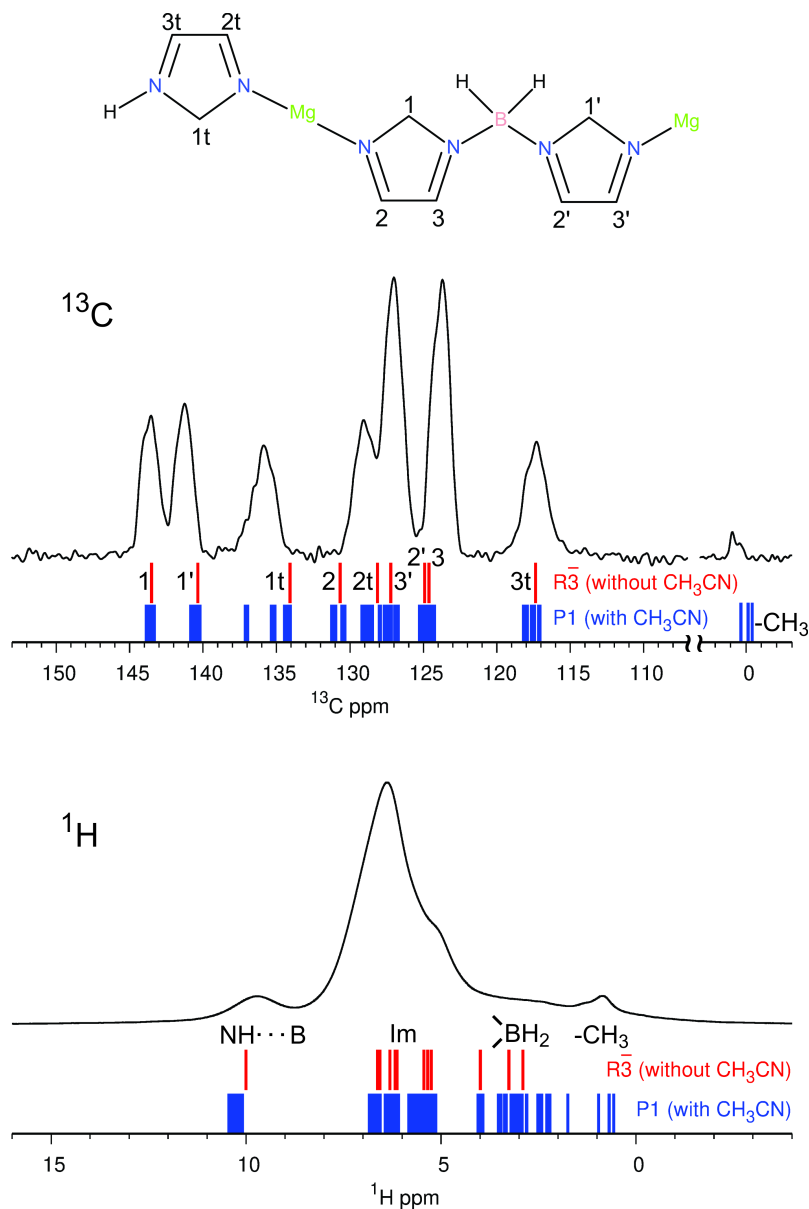 3t 2t
N N
H Mg 1t
1 H H 1' Mg
N N B N N
2 3 2' 3'
¹³C
2' 3
1 1' 1t 2 2t 3' 3t R3̅ (without CH₃CN)
P1 (with CH₃CN)
-CH₃
150 145 140 135 130 125 120 115 110 0
¹³C ppm
¹H
NH···B Im >BH₂ -CH₃
R3̅ (without CH₃CN)
P1 (with CH₃CN)
15 10 5 0
¹H ppm